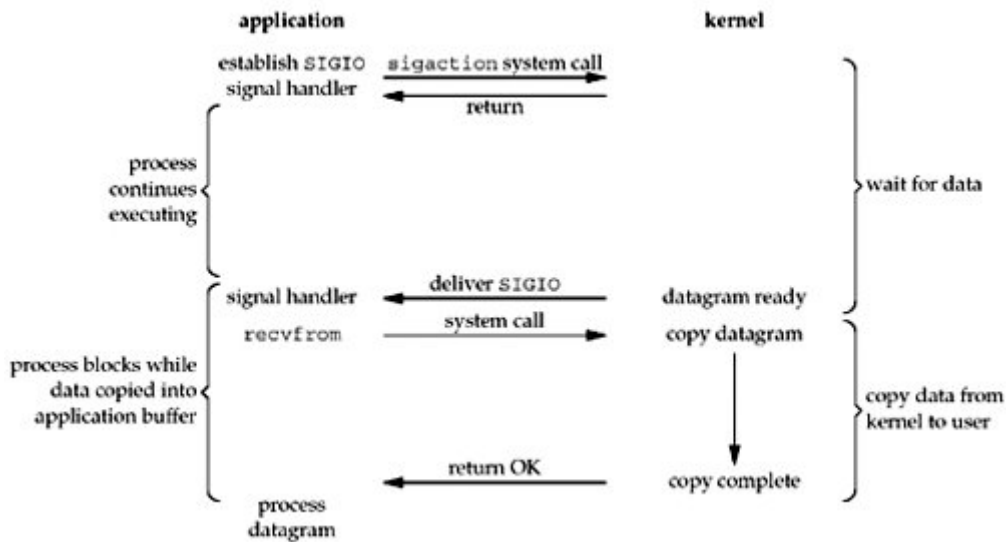 application
kernel
establish SIGIO
signal handler
sigaction system call
return
process
continues
executing
wait for data
signal handler
deliver SIGIO
datagram ready
recvfrom
system call
copy datagram
process blocks while
data copied into
application buffer
copy data from
kernel to user
return OK
copy complete
process
datagram